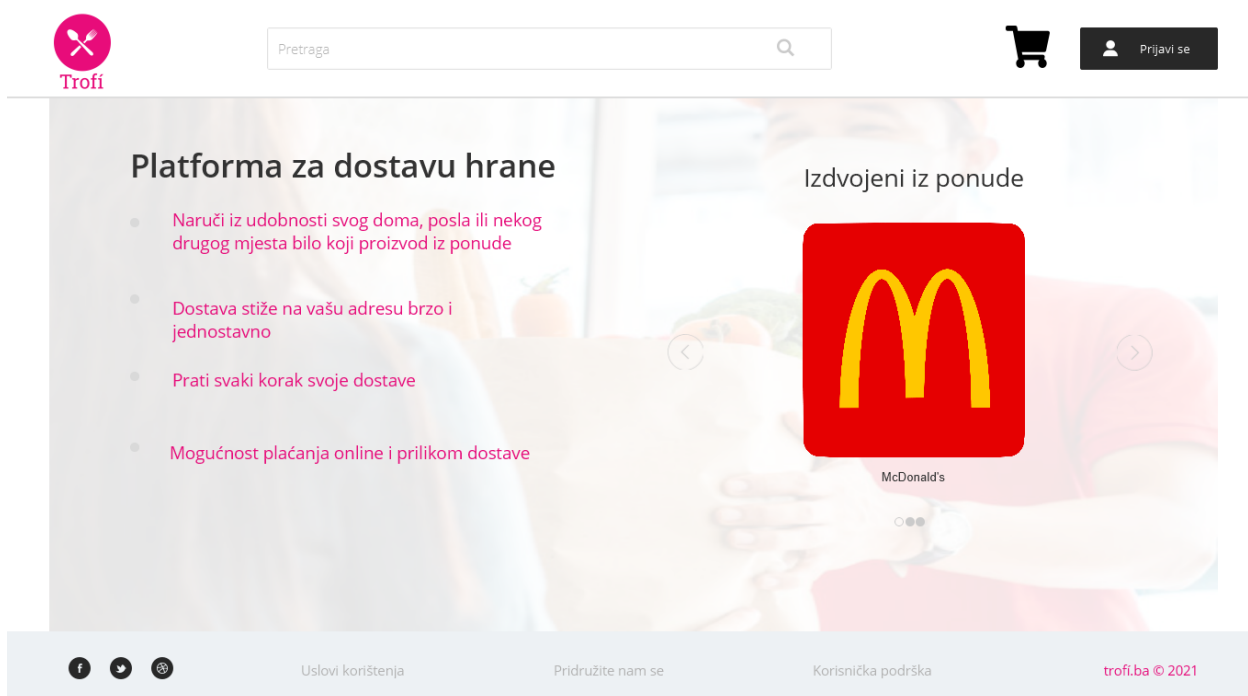 Trofí
Pretraga
Prijavi se
Platforma za dostavu hrane
Naruči iz udobnosti svog doma, posla ili nekog
drugog mjesta bilo koji proizvod iz ponude
Dostava stiže na vašu adresu brzo i
jednostavno
Prati svaki korak svoje dostave
Mogućnost plaćanja online i prilikom dostave
Izdvojeni iz ponude
McDonald's
Uslovi korištenja
Pridružite nam se
Korisnička podrška
trofí.ba © 2021